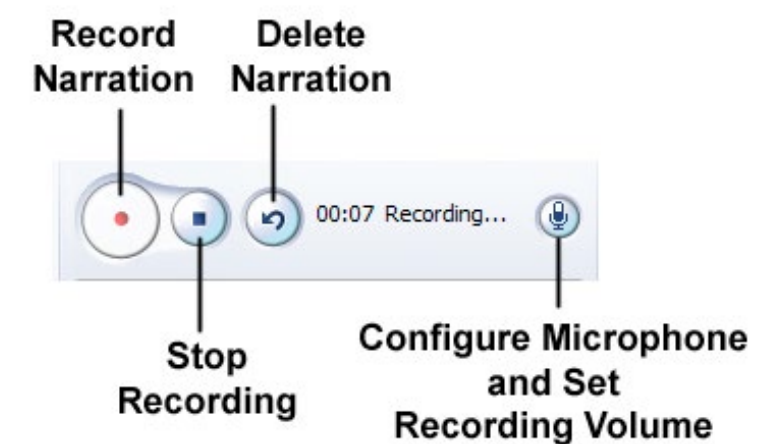 Record
Narration
Delete
Narration
00:07 Recording...
Stop
Recording
Configure Microphone
and Set
Recording Volume